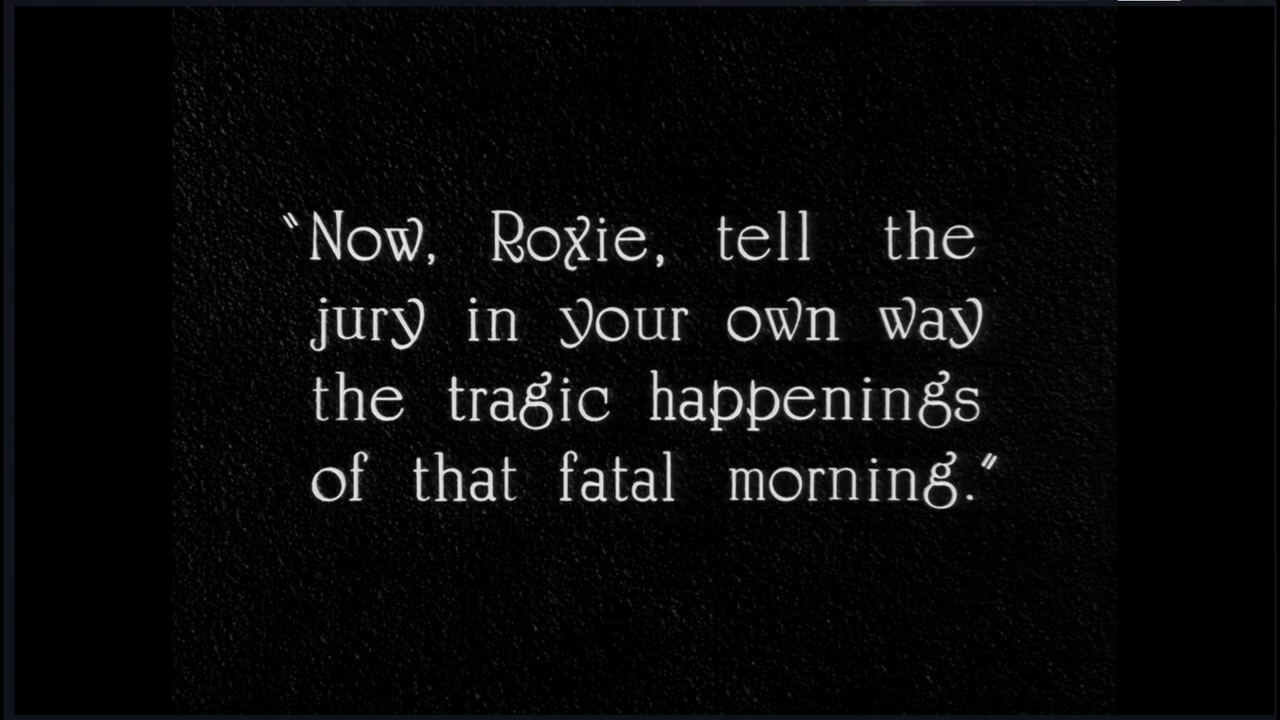 "Now, Roxie, tell the
jury in your own way
the tragic happenings
of that fatal morning."